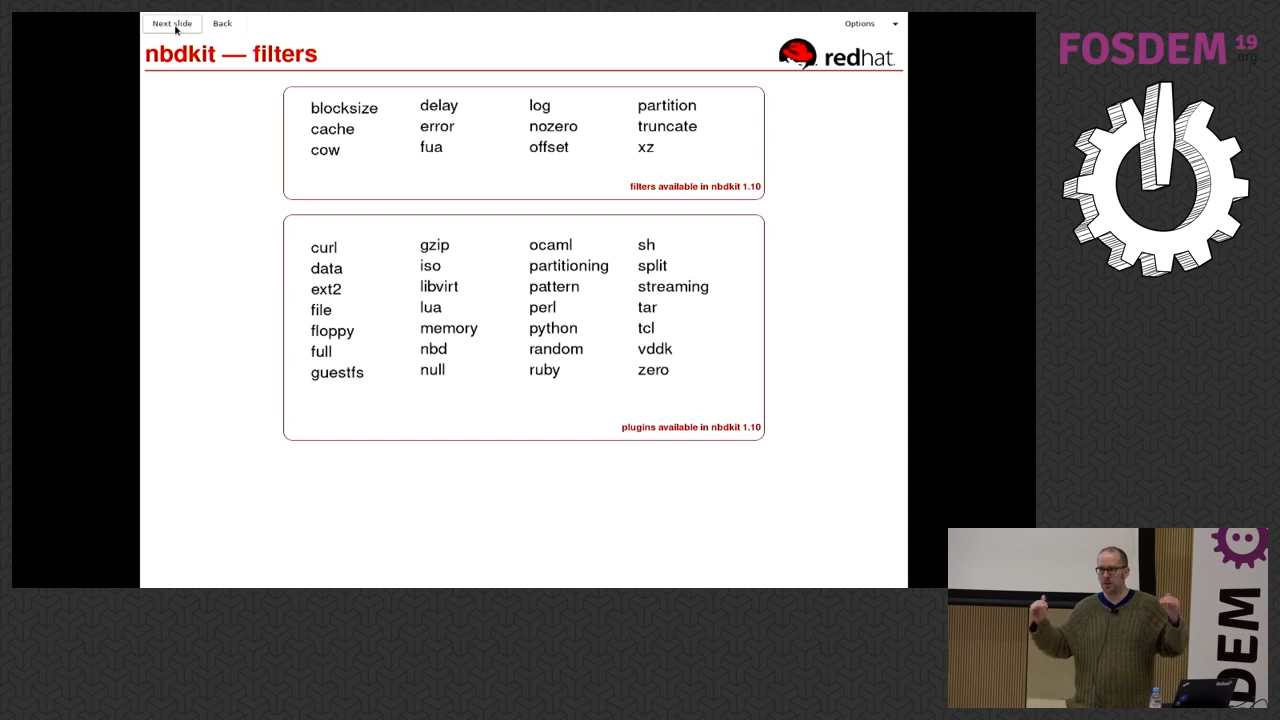 Next slide
Back
Options
nbdkit — filters
redhat.
blocksize
cache
cow
delay
error
fua
log
nozero
offset
partition
truncate
xz
filters available in nbdkit 1.10
curl
data
ext2
file
floppy
full
guestfs
gzip
iso
libvirt
lua
memory
nbd
null
ocaml
partitioning
pattern
perl
python
random
ruby
sh
split
streaming
tar
tcl
vddk
zero
plugins available in nbdkit 1.10
FOSDEM 19
.org
DEM